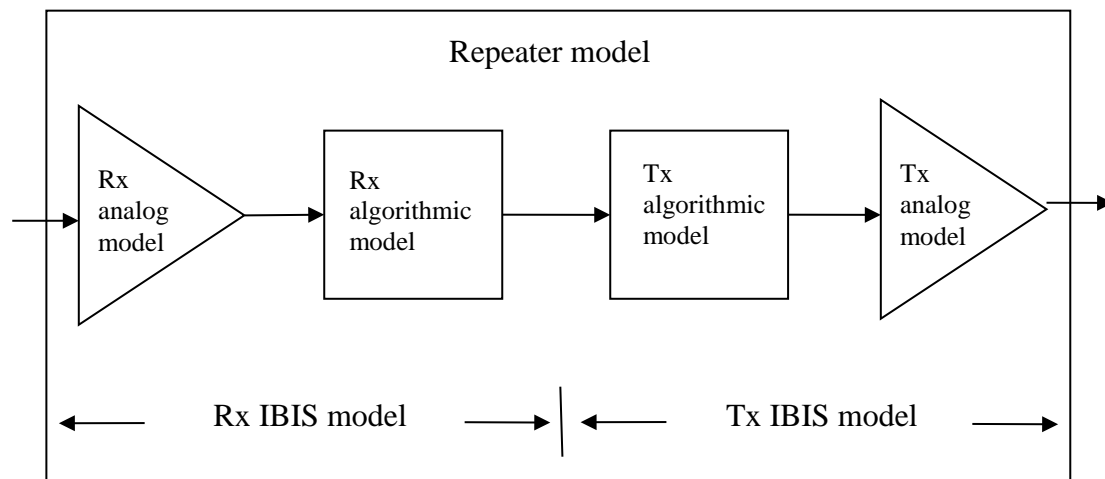 Repeater model
Rx
analog
model
Rx
algorithmic
model
Tx
algorithmic
model
Tx
analog
model
Rx IBIS model
Tx IBIS model